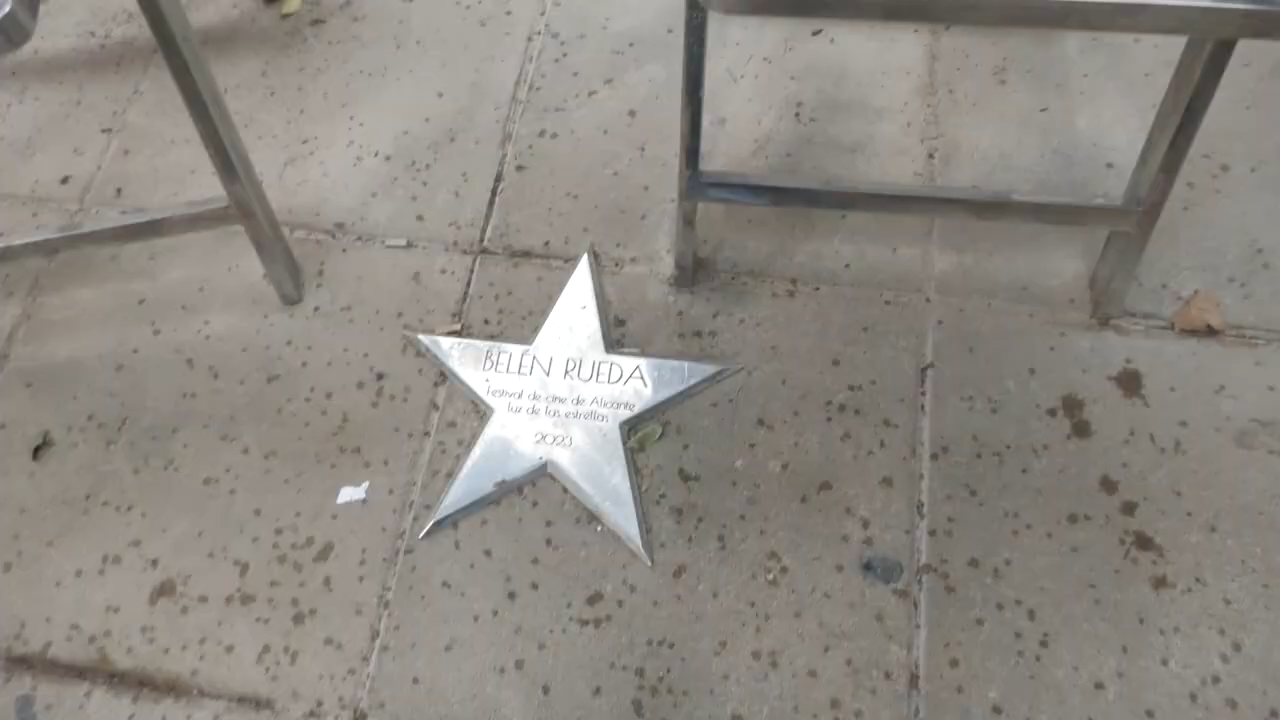 BELÉN RUEDA
Festival de cine de Alicante
luz de las estrellas
2023